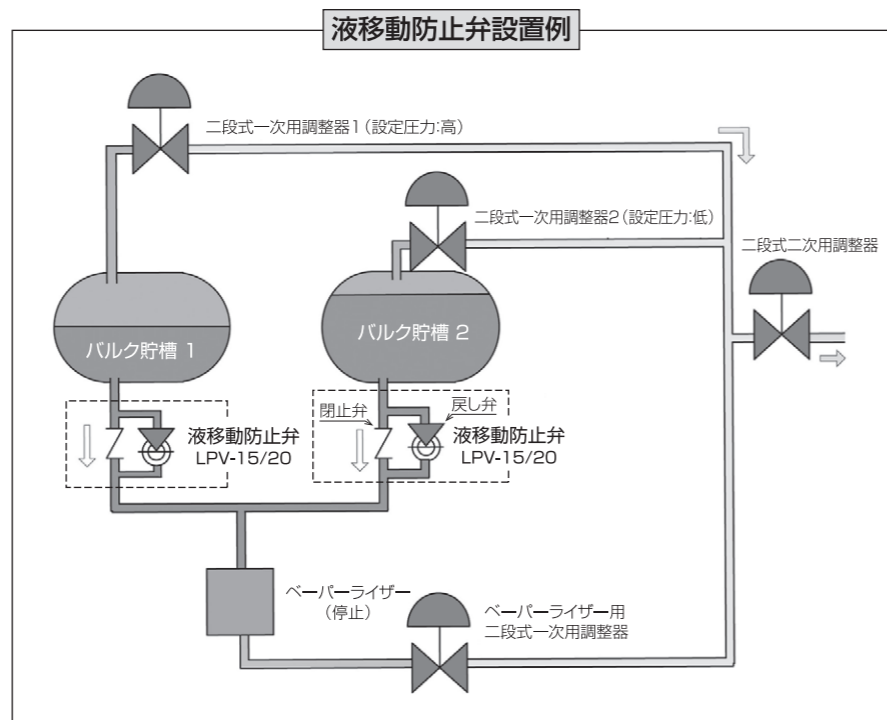 液移動防止弁設置例
二段式一次用調整器1(設定圧力:高)
二段式一次用調整器2(設定圧力:低)
二段式二次用調整器
バルク貯槽 1
バルク貯槽 2
閉止弁
戻し弁
液移動防止弁
LPV-15/20
液移動防止弁
LPV-15/20
ベーパーライザー
(停止)
ベーパーライザー用
二段式一次用調整器